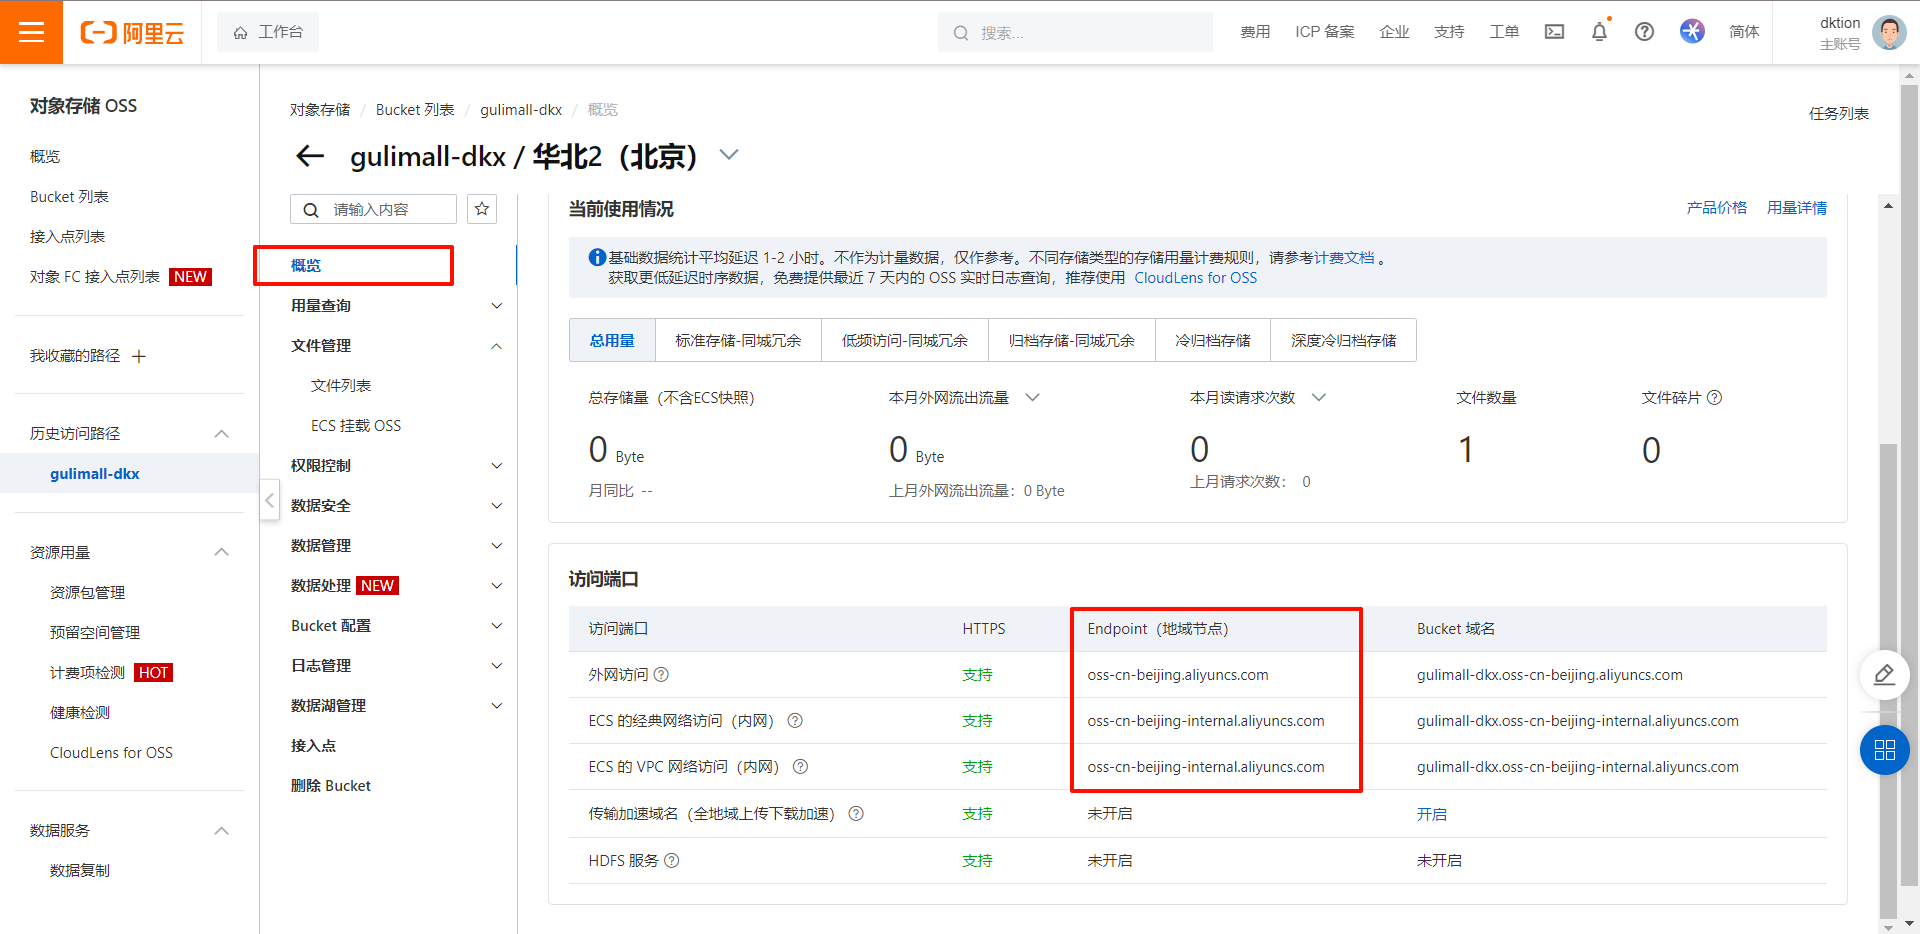 阿里云
工作台
搜索...
费用
ICP 备案
企业
支持
工单
简体
dktion
主账号
对象存储 OSS
概览
Bucket 列表
接入点列表
对象 FC 接入点列表 NEW
我收藏的路径
历史访问路径
gulimall-dkx
资源用量
资源包管理
预留空间管理
计费项检测 HOT
健康检测
CloudLens for OSS
数据服务
数据复制
对象存储 / Bucket 列表 / gulimall-dkx / 概览
任务列表
gulimall-dkx / 华北2（北京）
请输入内容
概览
用量查询
文件管理
文件列表
ECS 挂载 OSS
权限控制
数据安全
数据管理
数据处理 NEW
Bucket 配置
日志管理
数据湖管理
接入点
删除 Bucket
当前使用情况
产品价格 用量详情
基础数据统计平均延迟 1-2 小时。不作为计量数据，仅作参考。不同存储类型的存储用量计费规则，请参考计费文档 。
获取更低延迟时序数据，免费提供最近 7 天内的 OSS 实时日志查询，推荐使用 CloudLens for OSS
总用量 标准存储-同城冗余 低频访问-同城冗余 归档存储-同城冗余 冷归档存储 深度冷归档存储
总存储量（不含ECS快照） 本月外网流出流量 本月读请求次数 文件数量 文件碎片
0 Byte 0 Byte 0 1 0
月同比 -- 上月外网流出流量：0 Byte 上月请求次数： 0
访问端口
访问端口 HTTPS Endpoint（地域节点） Bucket 域名
外网访问 支持 oss-cn-beijing.aliyuncs.com gulimall-dkx.oss-cn-beijing.aliyuncs.com
ECS 的经典网络访问（内网） 支持 oss-cn-beijing-internal.aliyuncs.com gulimall-dkx.oss-cn-beijing-internal.aliyuncs.com
ECS 的 VPC 网络访问（内网） 支持 oss-cn-beijing-internal.aliyuncs.com gulimall-dkx.oss-cn-beijing-internal.aliyuncs.com
传输加速域名（全地域上传下载加速） 支持 未开启 开启
HDFS 服务 支持 未开启 未开启